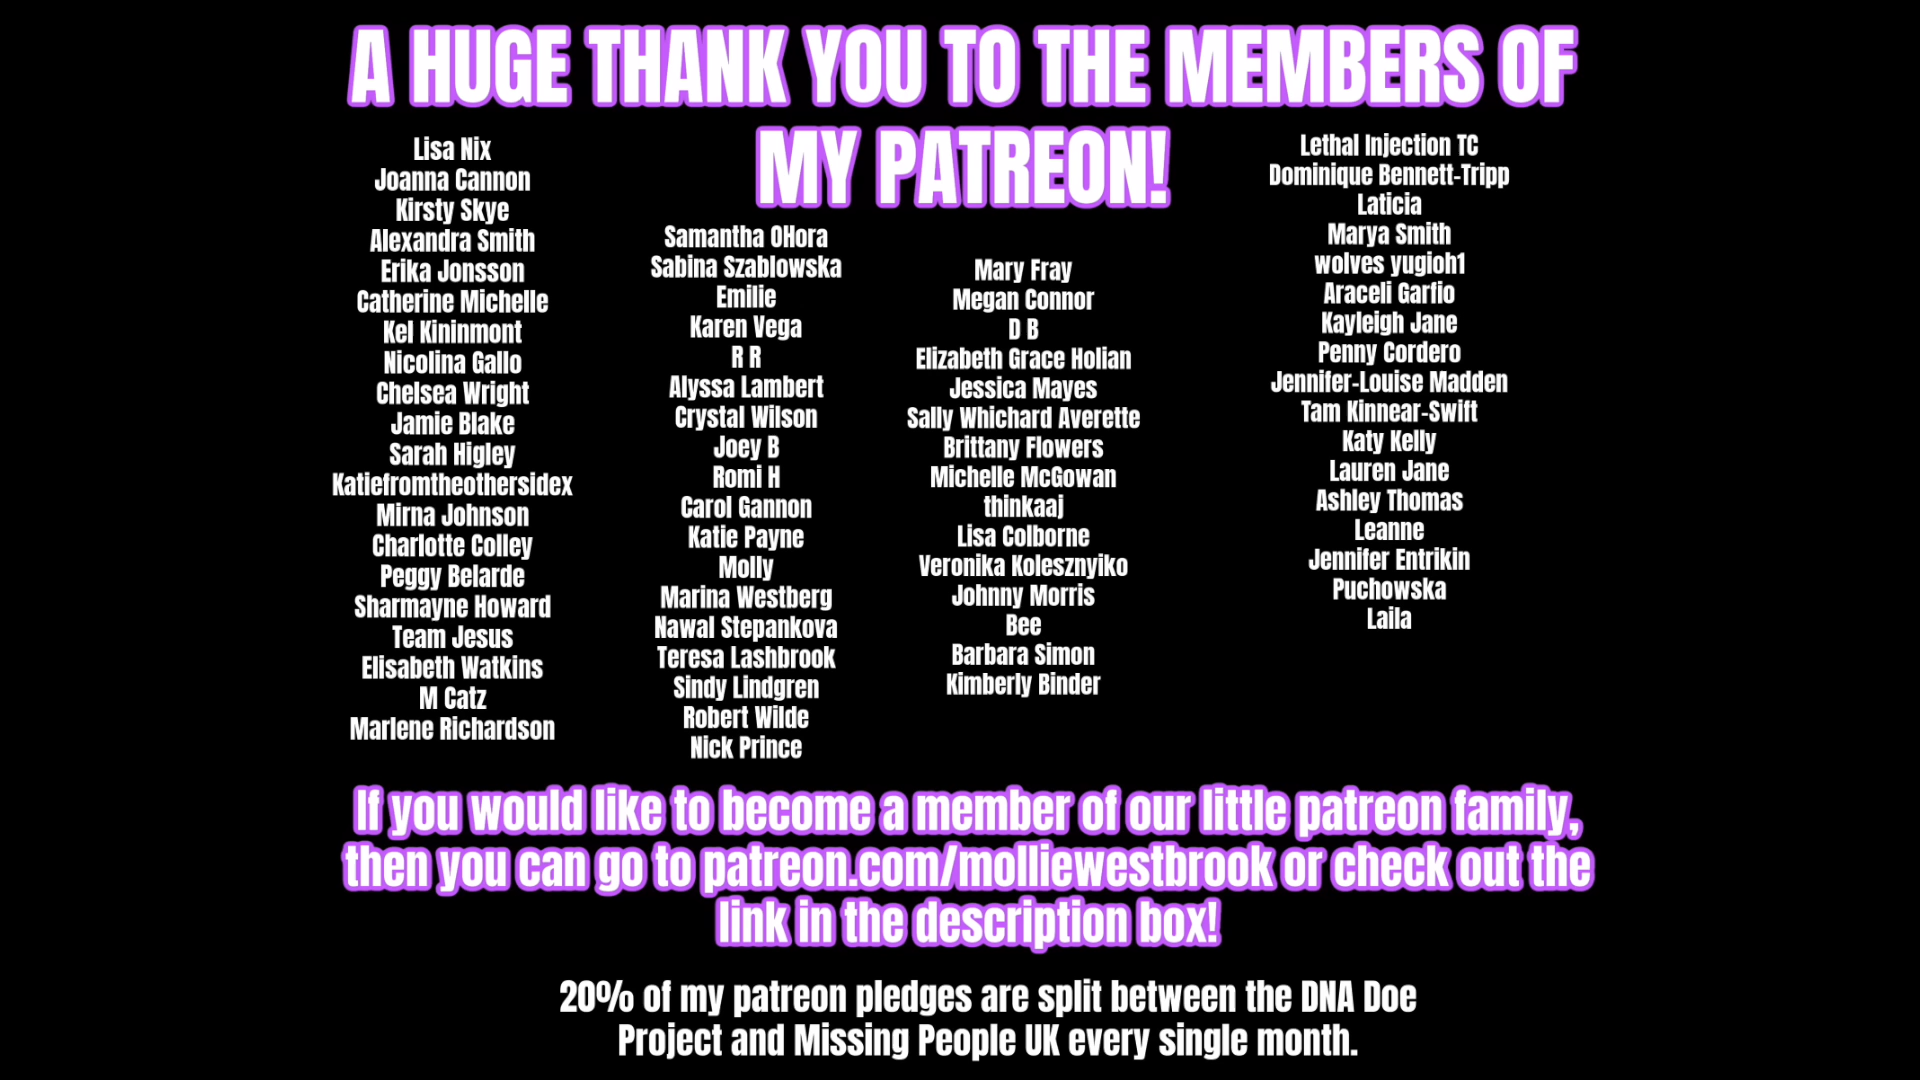 A HUGE THANK YOU TO THE MEMBERS OF
MY PATREON!
Lisa Nix
Joanna Cannon
Kirsty Skye
Alexandra Smith
Erika Jonsson
Catherine Michelle
Kel Kininmont
Nicolina Gallo
Chelsea Wright
Jamie Blake
Sarah Higley
Katiefromtheothersidex
Mirna Johnson
Charlotte Colley
Peggy Belarde
Sharmayne Howard
Team Jesus
Elisabeth Watkins
M Catz
Marlene Richardson
Samantha OHora
Sabina Szablowska
Emilie
Karen Vega
R R
Alyssa Lambert
Crystal Wilson
Joey B
Romi H
Carol Gannon
Katie Payne
Molly
Marina Westberg
Nawal Stepankova
Teresa Lashbrook
Sindy Lindgren
Robert Wilde
Nick Prince
Mary Fray
Megan Connor
D B
Elizabeth Grace Holian
Jessica Mayes
Sally Whichard Averette
Brittany Flowers
Michelle McGowan
thinkaaj
Lisa Colborne
Veronika Kolesznyiko
Johnny Morris
Bee
Barbara Simon
Kimberly Binder
Lethal Injection TC
Dominique Bennett-Tripp
Laticia
Marya Smith
wolves yugioh1
Araceli Garfio
Kayleigh Jane
Penny Cordero
Jennifer-Louise Madden
Tam Kinnear-Swift
Katy Kelly
Lauren Jane
Ashley Thomas
Leanne
Jennifer Entrikin
Puchowska
Laila
If you would like to become a member of our little patreon family,
then you can go to patreon.com/molliewestbrook or check out the
link in the description box!
20% of my patreon pledges are split between the DNA Doe
Project and Missing People UK every single month.